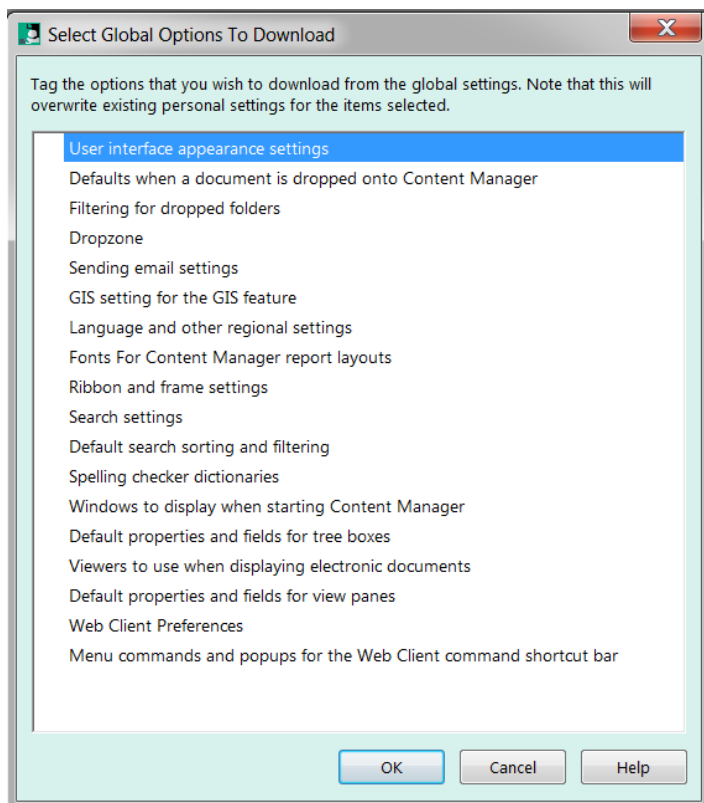 Select Global Options To Download
X
Tag the options that you wish to download from the global settings. Note that this will
overwrite existing personal settings for the items selected.
User interface appearance settings
Defaults when a document is dropped onto Content Manager
Filtering for dropped folders
Dropzone
Sending email settings
GIS setting for the GIS feature
Language and other regional settings
Fonts For Content Manager report layouts
Ribbon and frame settings
Search settings
Default search sorting and filtering
Spelling checker dictionaries
Windows to display when starting Content Manager
Default properties and fields for tree boxes
Viewers to use when displaying electronic documents
Default properties and fields for view panes
Web Client Preferences
Menu commands and popups for the Web Client command shortcut bar
OK Cancel Help